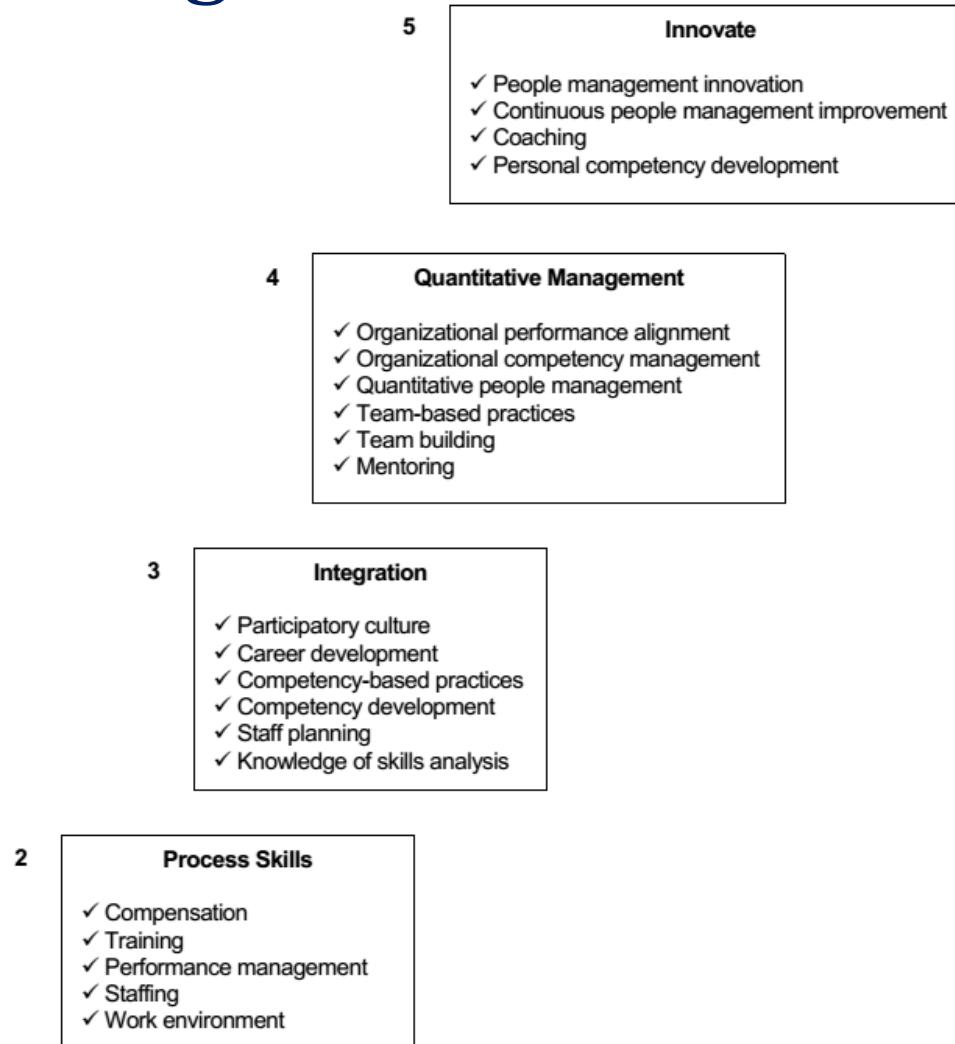 g
5
Innovate
✓ People management innovation
✓ Continuous people management improvement
✓ Coaching
✓ Personal competency development
4
Quantitative Management
✓ Organizational performance alignment
✓ Organizational competency management
✓ Quantitative people management
✓ Team-based practices
✓ Team building
✓ Mentoring
3
Integration
✓ Participatory culture
✓ Career development
✓ Competency-based practices
✓ Competency development
✓ Staff planning
✓ Knowledge of skills analysis
2
Process Skills
✓ Compensation
✓ Training
✓ Performance management
✓ Staffing
✓ Work environment